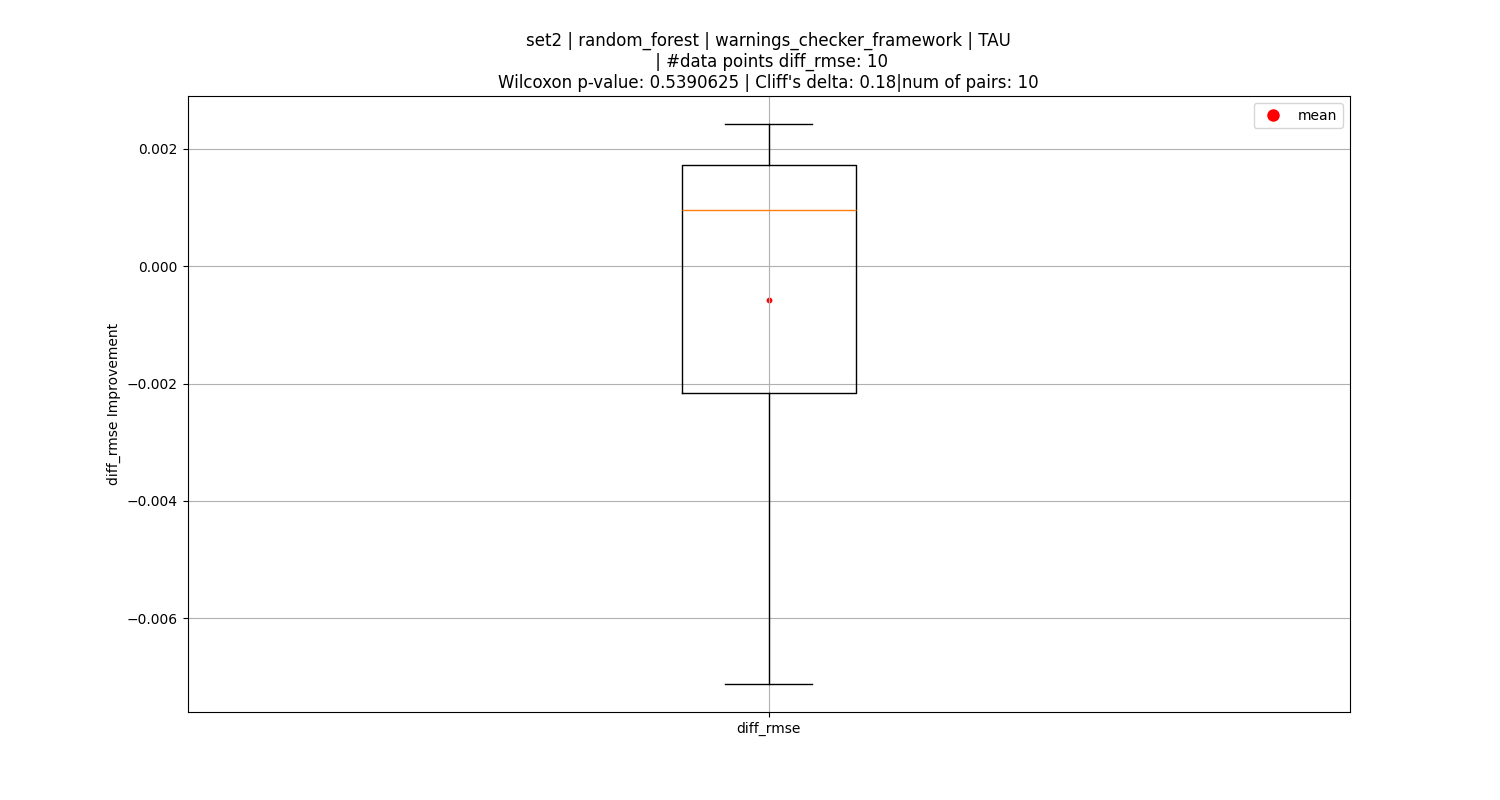 set2 | random_forest | warnings_checker_framework | TAU
| #data points diff_rmse: 10
Wilcoxon p-value: 0.5390625 | Cliff's delta: 0.18|num of pairs: 10
mean
0.002
0.000
−0.002
−0.004
−0.006
diff_rmse Improvement
diff_rmse